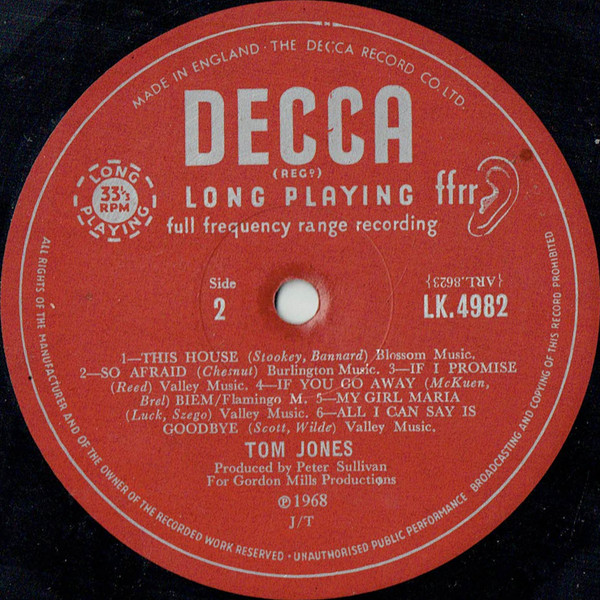 MADE IN ENGLAND · THE DECCA RECORD CO. LTD.
DECCA
(REGD)
LONG PLAYING ffrr
LONG PLAYING
33⅓ RPM
full frequency range recording
Side
2
{ARL.8623}
LK.4982
1—THIS HOUSE (Stookey, Bannard) Blossom Music.
2—SO AFRAID (Chesnut) Burlington Music. 3—IF I PROMISE
(Reed) Valley Music. 4—IF YOU GO AWAY (McKuen,
Brel) BIEM/Flamingo M. 5—MY GIRL MARIA
(Luck, Szego) Valley Music. 6—ALL I CAN SAY IS
GOODBYE (Scott, Wilde) Valley Music.
TOM JONES
Produced by Peter Sullivan
For Gordon Mills Productions
℗1968
J/T
ALL RIGHTS OF THE MANUFACTURER AND OF THE OWNER OF THE RECORDED WORK RESERVED · UNAUTHORISED PUBLIC PERFORMANCE BROADCASTING AND COPYING OF THIS RECORD PROHIBITED